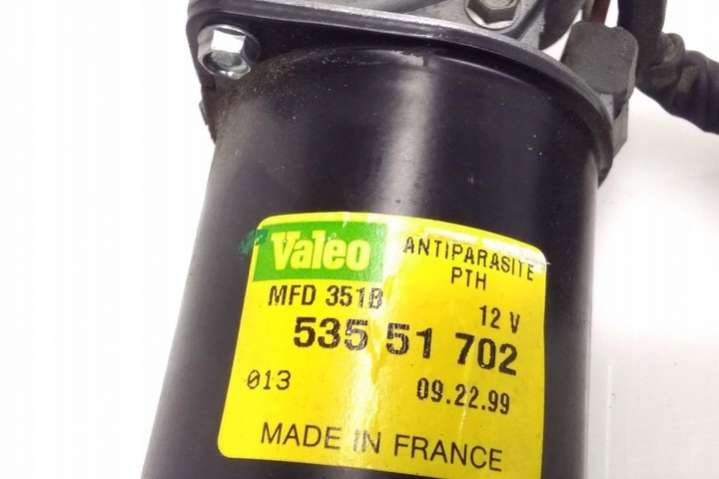 Valeo ANTIPARASITE
PTH
MFD 351B 12 V
535 51 702
013 09.22.99
MADE IN FRANCE